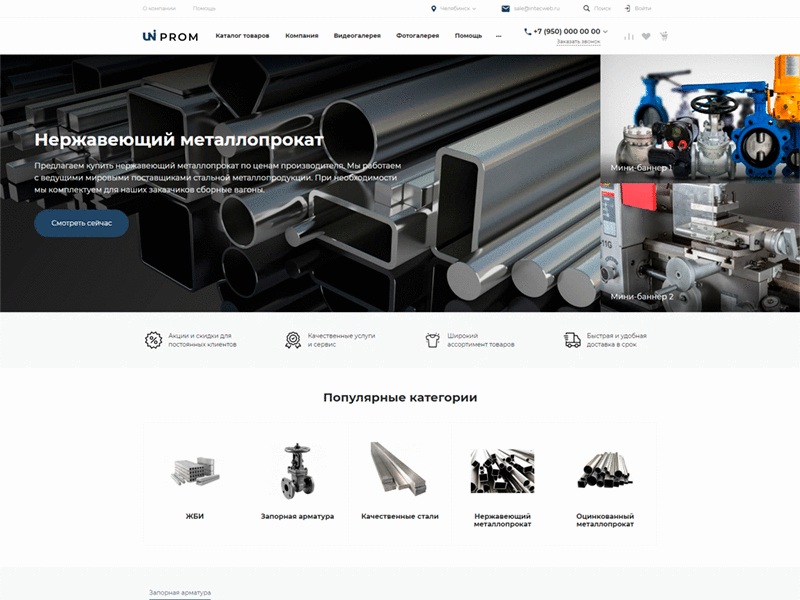 О компании Помощь Челябинск sale@intecweb.ru Поиск Войти
UNI PROM Каталог товаров Компания Видеогалерея Фотогалерея Помощь ... +7 (950) 000 00 00
Заказать звонок
Нержавеющий металлопрокат
Предлагаем купить нержавеющий металлопрокат по ценам производителя. Мы работаем
с ведущими мировыми поставщиками стальной металлопродукции. При необходимости
мы комплектуем для наших заказчиков сборные вагоны.
Смотреть сейчас
Мини-баннер 1
11G
Мини-баннер 2
Акции и скидки для
постоянных клиентов
Качественные услуги
и сервис
Широкий
ассортимент товаров
Быстрая и удобная
доставка в срок
Популярные категории
ЖБИ
Запорная арматура
Качественные стали
Нержавеющий
металлопрокат
Оцинкованный
металлопрокат
Запорная арматура